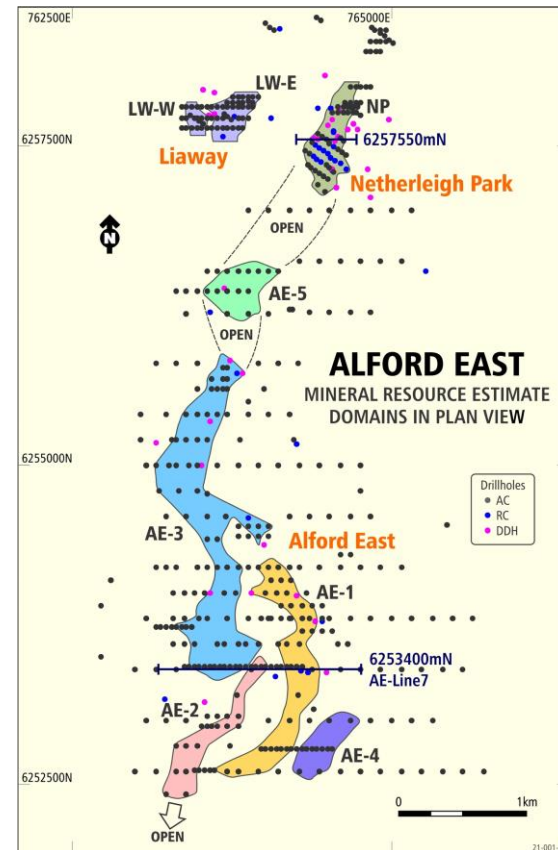 762500E
765000E
LW-E
LW-W
NP
6257500N
6257550mN
Liaway
Netherleigh Park
N
OPEN
AE-5
OPEN
ALFORD EAST
MINERAL RESOURCE ESTIMATE
DOMAINS IN PLAN VIEW
6255000N
Drillholes
AC
RC
DDH
AE-3
Alford East
AE-1
6253400mN
AE-Line7
AE-2
AE-4
6252500N
0 1km
OPEN
21-001-